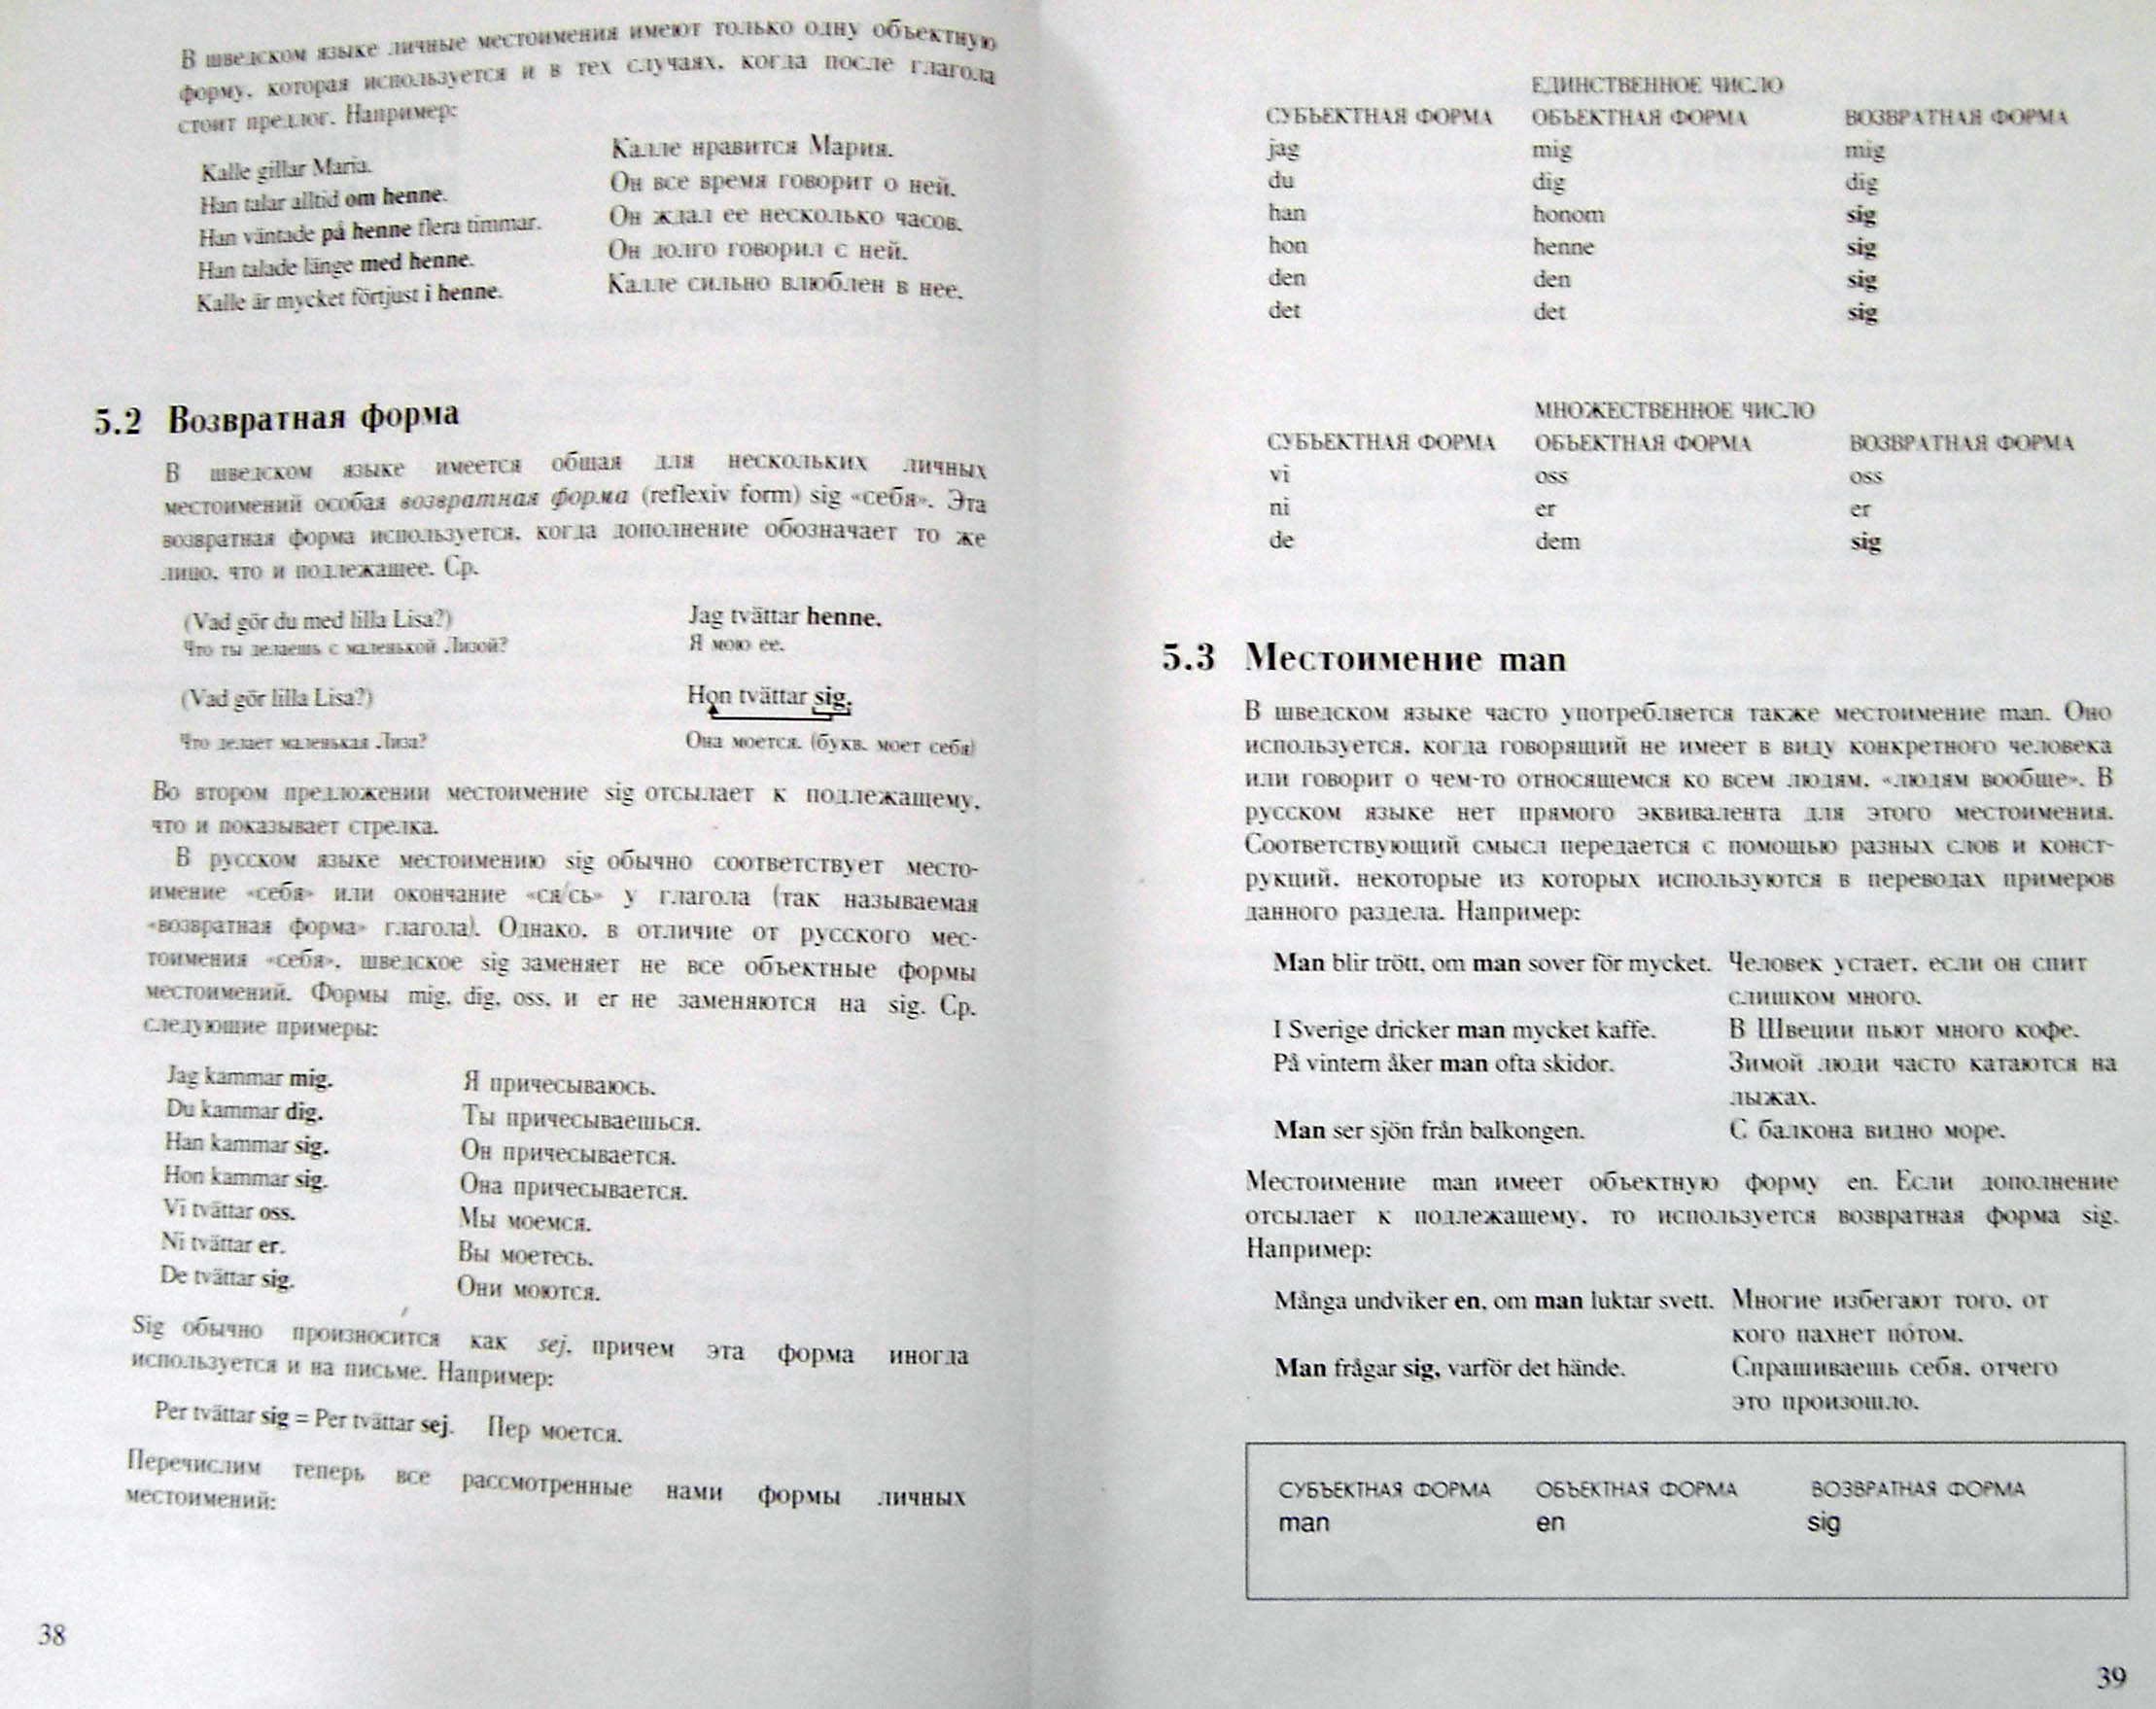 В шведском языке личные местоимения имеют только одну объектную
форму, которая используется и в тех случаях, когда после глагола
стоит предлог. Например:
Kalle gillar Maria. Калле нравится Мария.
Han talar alltid om henne. Он все время говорит о ней.
Han väntade på henne flera timmar. Он ждал ее несколько часов.
Han talade länge med henne. Он долго говорил с ней.
Kalle är mycket förtjust i henne. Калле сильно влюблен в нее.
5.2 Возвратная форма
В шведском языке имеется общая для нескольких личных
местоимений особая возвратная форма (reflexiv form) sig «себя». Эта
возвратная форма используется, когда дополнение обозначает то же
лицо, что и подлежащее. Ср.
(Vad gör du med lilla Lisa?) Jag tvättar henne.
Что ты делаешь с маленькой Лизой? Я мою ее.
(Vad gör lilla Lisa?) Hon tvättar sig.
Что делает маленькая Лиза? Она моется. (букв. моет себя)
Во втором предложении местоимение sig отсылает к подлежащему,
что и показывает стрелка.
В русском языке местоимению sig обычно соответствует место-
имение «себя» или окончание «ся/сь» у глагола (так называемая
«возвратная форма» глагола). Однако, в отличие от русского мес-
тоимения «себя», шведское sig заменяет не все объектные формы
местоимений. Формы mig, dig, oss, и er не заменяются на sig. Ср.
следующие примеры:
Jag kammar mig. Я причесываюсь.
Du kammar dig. Ты причесываешься.
Han kammar sig. Он причесывается.
Hon kammar sig. Она причесывается.
Vi tvättar oss. Мы моемся.
Ni tvättar er. Вы моетесь.
De tvättar sig. Они моются.
Sig обычно произносится как sej, причем эта форма иногда
используется и на письме. Например:
Per tvättar sig = Per tvättar sej. Пер моется.
Перечислим теперь все рассмотренные нами формы личных
местоимений:
38
ЕДИНСТВЕННОЕ ЧИСЛО
СУБЪЕКТНАЯ ФОРМА ОБЪЕКТНАЯ ФОРМА ВОЗВРАТНАЯ ФОРМА
jag mig mig
du dig dig
han honom sig
hon henne sig
den den sig
det det sig
МНОЖЕСТВЕННОЕ ЧИСЛО
СУБЪЕКТНАЯ ФОРМА ОБЪЕКТНАЯ ФОРМА ВОЗВРАТНАЯ ФОРМА
vi oss oss
ni er er
de dem sig
5.3 Местоимение man
В шведском языке часто употребляется также местоимение man. Оно
используется, когда говорящий не имеет в виду конкретного человека
или говорит о чем-то относящемся ко всем людям, «людям вообще». В
русском языке нет прямого эквивалента для этого местоимения.
Соответствующий смысл передается с помощью разных слов и конст-
рукций, некоторые из которых используются в переводах примеров
данного раздела. Например:
Man blir trött, om man sover för mycket. Человек устает, если он спит
слишком много.
I Sverige dricker man mycket kaffe. В Швеции пьют много кофе.
På vintern åker man ofta skidor. Зимой люди часто катаются на
лыжах.
Man ser sjön från balkongen. С балкона видно море.
Местоимение man имеет объектную форму en. Если дополнение
отсылает к подлежащему, то используется возвратная форма sig.
Например:
Många undviker en, om man luktar svett. Многие избегают того, от
кого пахнет по́том.
Man frågar sig, varför det hände. Спрашиваешь себя, отчего
это произошло.
СУБЪЕКТНАЯ ФОРМА ОБЪЕКТНАЯ ФОРМА ВОЗВРАТНАЯ ФОРМА
man en sig
39